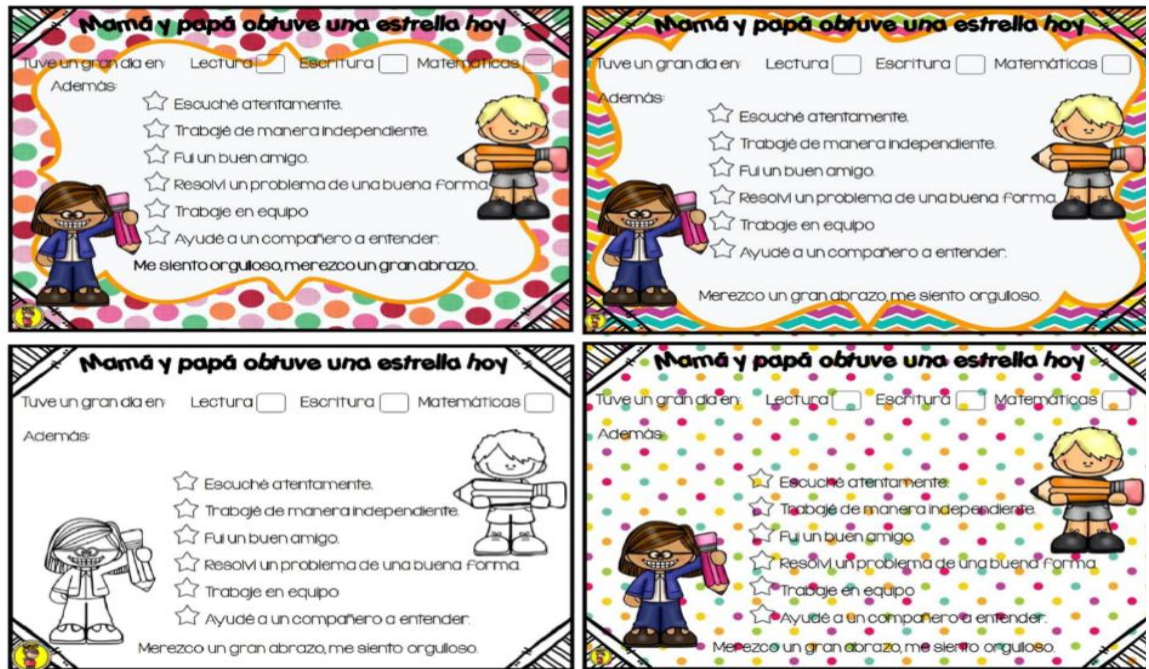 Mamá y papá obtuve una estrella hoy
Tuve un gran día en: Lectura Escritura Matemáticas
Además:
Escuché atentamente.
Trabajé de manera independiente.
Fui un buen amigo.
Resolví un problema de una buena forma
Trabaje en equipo
Ayudé a un compañero a entender.
Me siento orgulloso, merezco un gran abrazo.
Mamá y papá obtuve una estrella hoy
Tuve un gran día en: Lectura Escritura Matemáticas
Además:
Escuché atentamente.
Trabajé de manera independiente.
Fui un buen amigo.
Resolví un problema de una buena forma.
Trabaje en equipo
Ayudé a un compañero a entender.
Merezco un gran abrazo, me siento orgulloso.
Mamá y papá obtuve una estrella hoy
Tuve un gran día en: Lectura Escritura Matemáticas
Además:
Escuché atentamente.
Trabajé de manera independiente.
Fui un buen amigo.
Resolví un problema de una buena forma.
Trabaje en equipo
Ayudé a un compañero a entender.
Merezco un gran abrazo, me siento orgulloso.
Mamá y papá obtuve una estrella hoy
Tuve un gran día en: Lectura Escritura Matemáticas
Además:
Escuché atentamente.
Trabajé de manera independiente.
Fui un buen amigo.
Resolví un problema de una buena forma.
Trabaje en equipo
Ayudé a un compañero a entender.
Merezco un gran abrazo, me siento orgulloso.